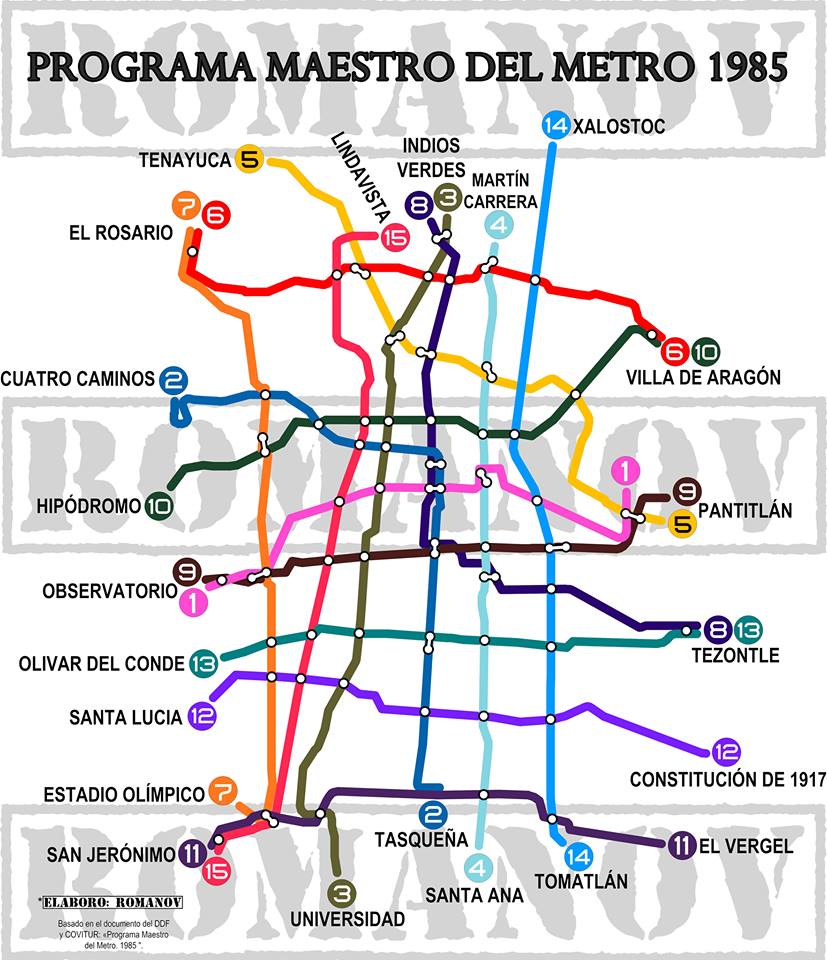 ROMANOV
PROGRAMA MAESTRO DEL METRO 1985
14 XALOSTOC
TENAYUCA 5
LINDAVISTA
15
INDIOS
VERDES
8 3
MARTÍN
CARRERA
4
7 6
EL ROSARIO
6 10
VILLA DE ARAGÓN
CUATRO CAMINOS 2
ROMANOV
HIPÓDROMO 10
1
9
PANTITLÁN
5
9
OBSERVATORIO
1
8 13
TEZONTLE
OLIVAR DEL CONDE 13
SANTA LUCIA 12
12
CONSTITUCIÓN DE 1917
ESTADIO OLÍMPICO 7
ROMANOV
2
TASQUEÑA
SAN JERÓNIMO 11
15
11 EL VERGEL
14
TOMATLÁN
4
SANTA ANA
3
UNIVERSIDAD
*ELABORO: ROMANOV
Basado en el documento del DDF
y COVITUR: «Programa Maestro
del Metro. 1985 ".